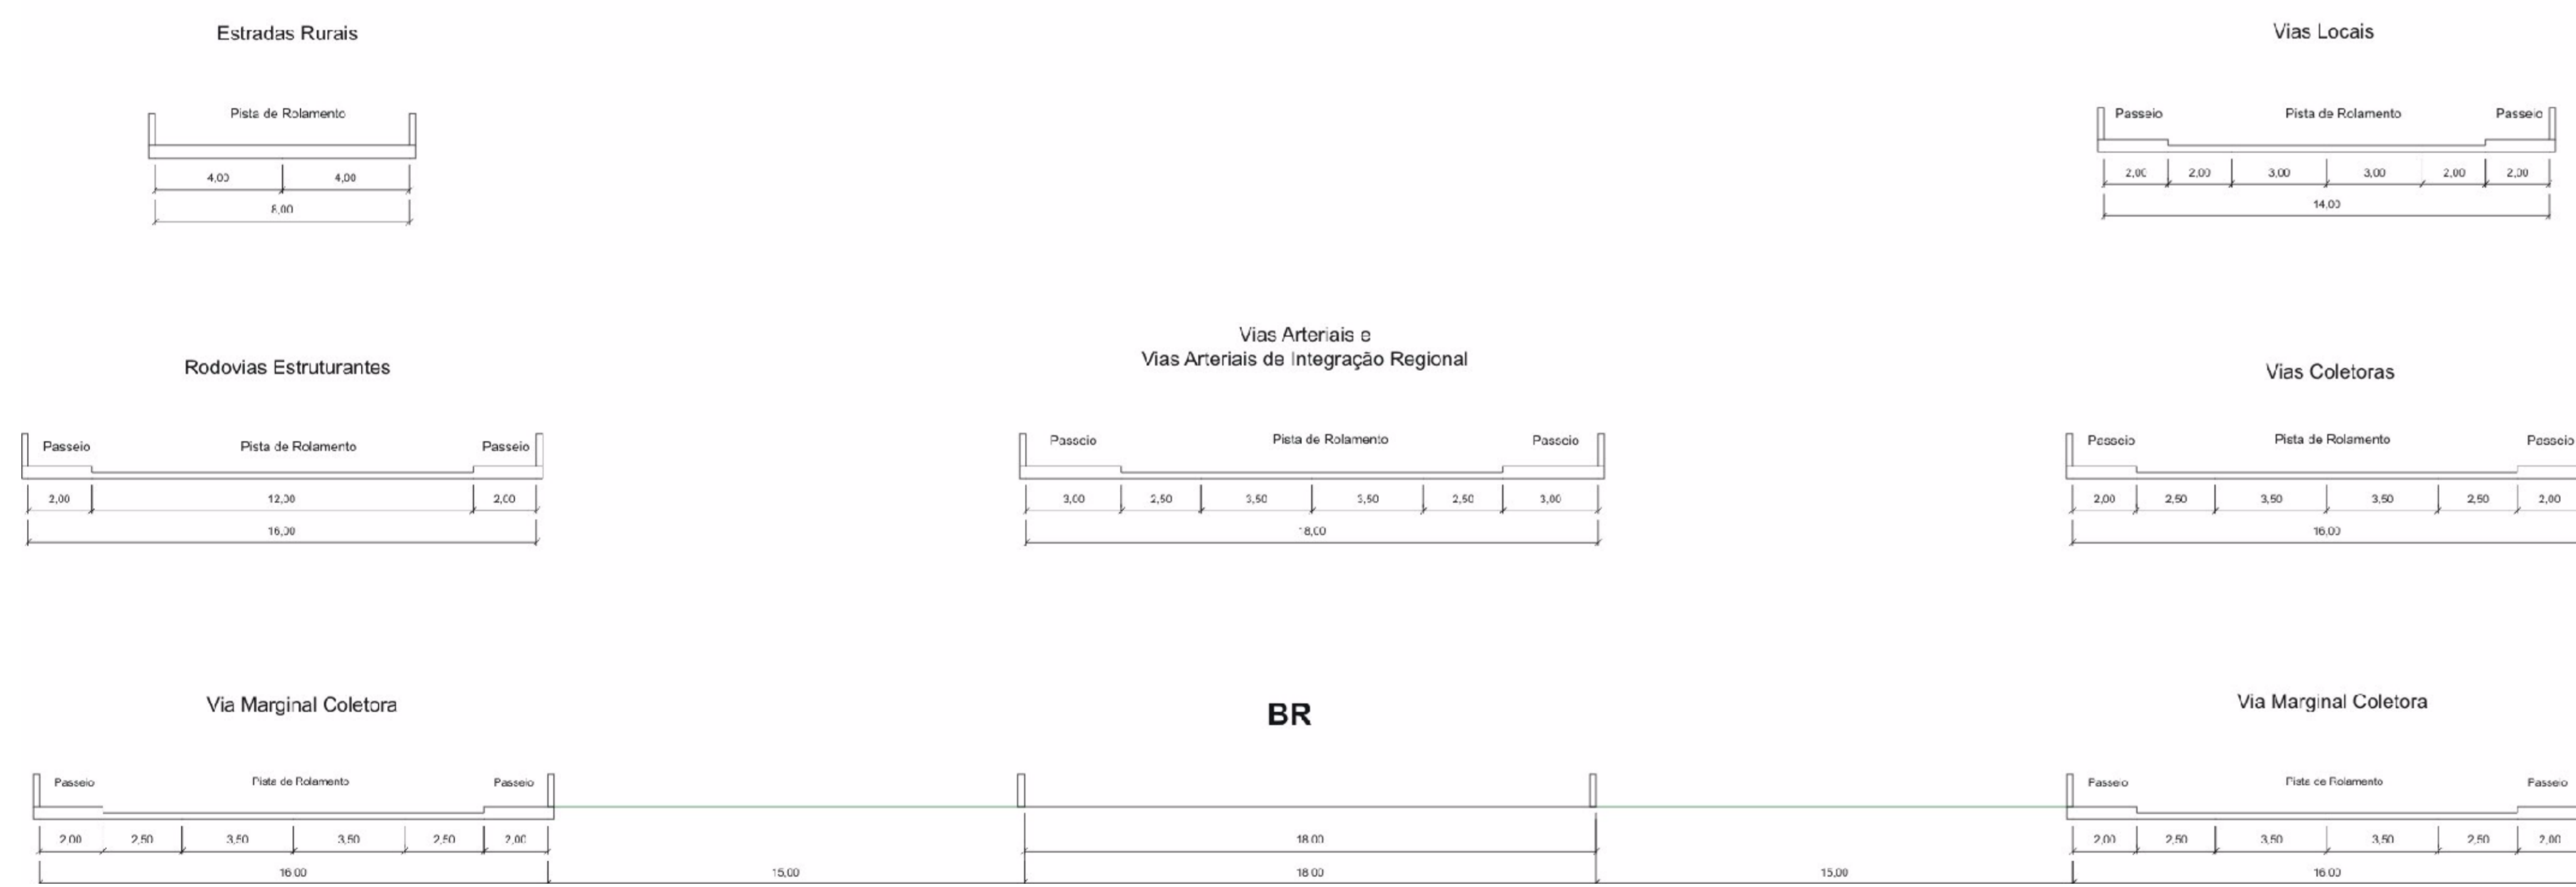 Estradas Rurais
Vias Locais
Pista de Rolamento
Passeio Pista de Rolamento Passeio
4,00 4,00
8,00
2,00 2,00 3,00 3,00 2,00 2,00
14,00
Rodovias Estruturantes
Vias Arteriais e
Vias Arteriais de Integração Regional
Vias Coletoras
Passeio Pista de Rolamento Passeio
Passeio Pista de Rolamento Passeio
Passeio Pista de Rolamento Passeio
2,00 12,00 2,00
3,00 2,50 3,50 3,50 2,50 3,00
2,00 2,50 3,50 3,50 2,50 2,00
16,00
18,00
16,00
Via Marginal Coletora
BR
Via Marginal Coletora
Passeio Pista de Rolamento Passeio
Passeio Pista de Rolamento Passeio
2,00 2,50 3,50 3,50 2,50 2,00
18,00
2,00 2,50 3,50 3,50 2,50 2,00
16,00 15,00 18,00 15,00 16,00